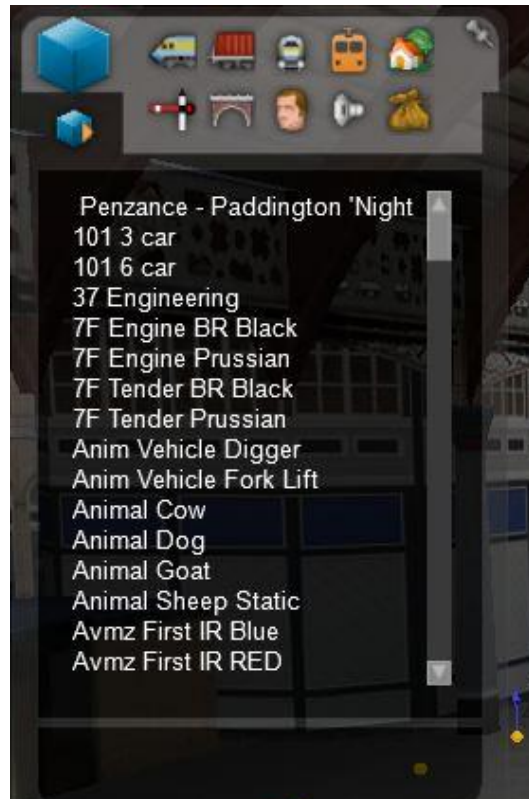 Penzance - Paddington 'Night
101 3 car
101 6 car
37 Engineering
7F Engine BR Black
7F Engine Prussian
7F Tender BR Black
7F Tender Prussian
Anim Vehicle Digger
Anim Vehicle Fork Lift
Animal Cow
Animal Dog
Animal Goat
Animal Sheep Static
Avmz First IR Blue
Avmz First IR RED